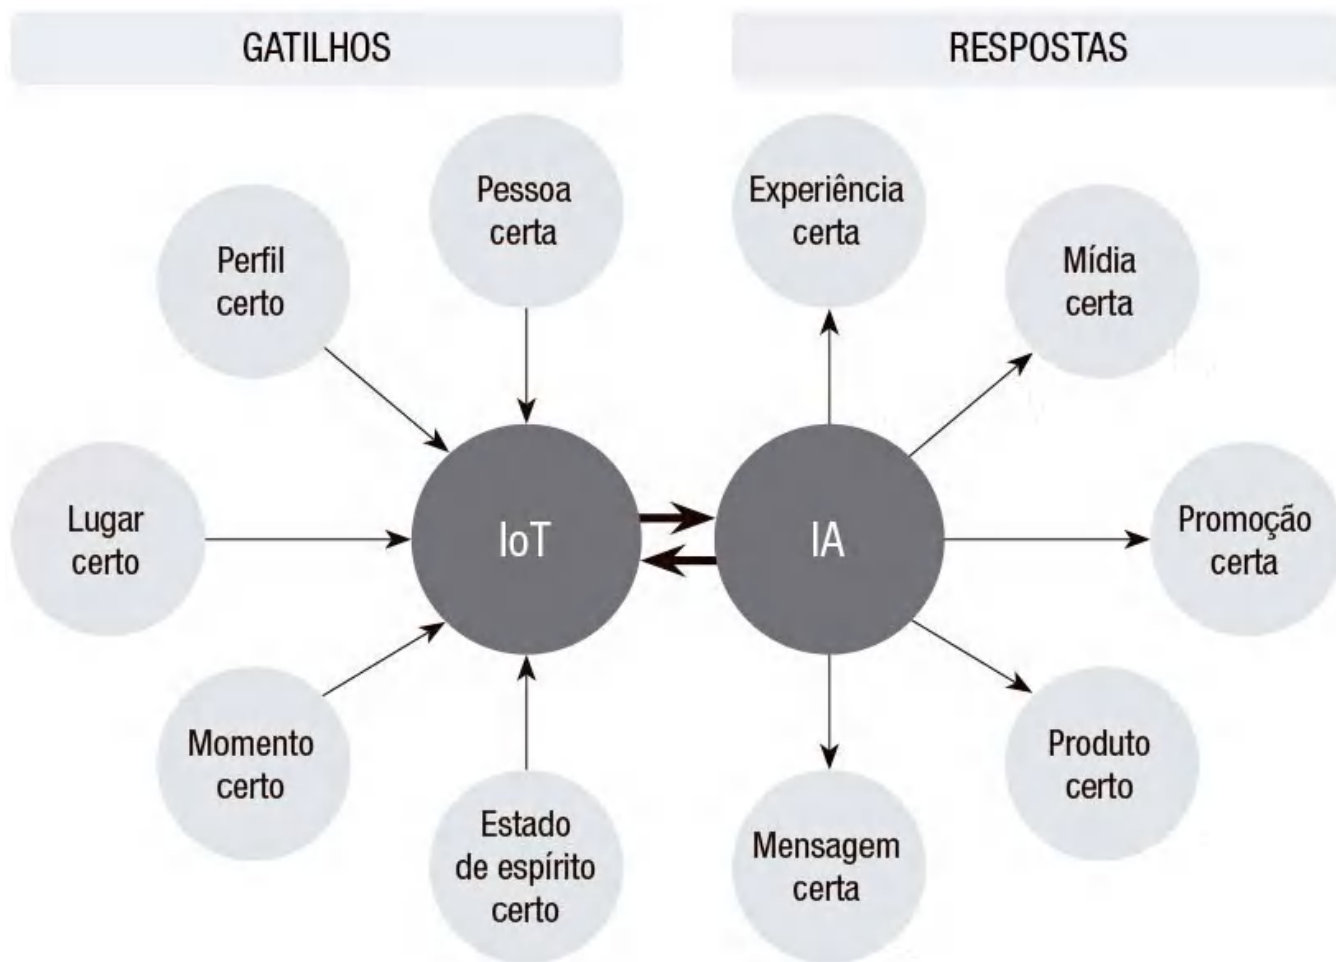 GATILHOS
RESPOSTAS
Pessoa
certa
Perfil
certo
Lugar
certo
Momento
certo
Estado
de espírito
certo
IoT
IA
Experiência
certa
Mídia
certa
Promoção
certa
Produto
certo
Mensagem
certa